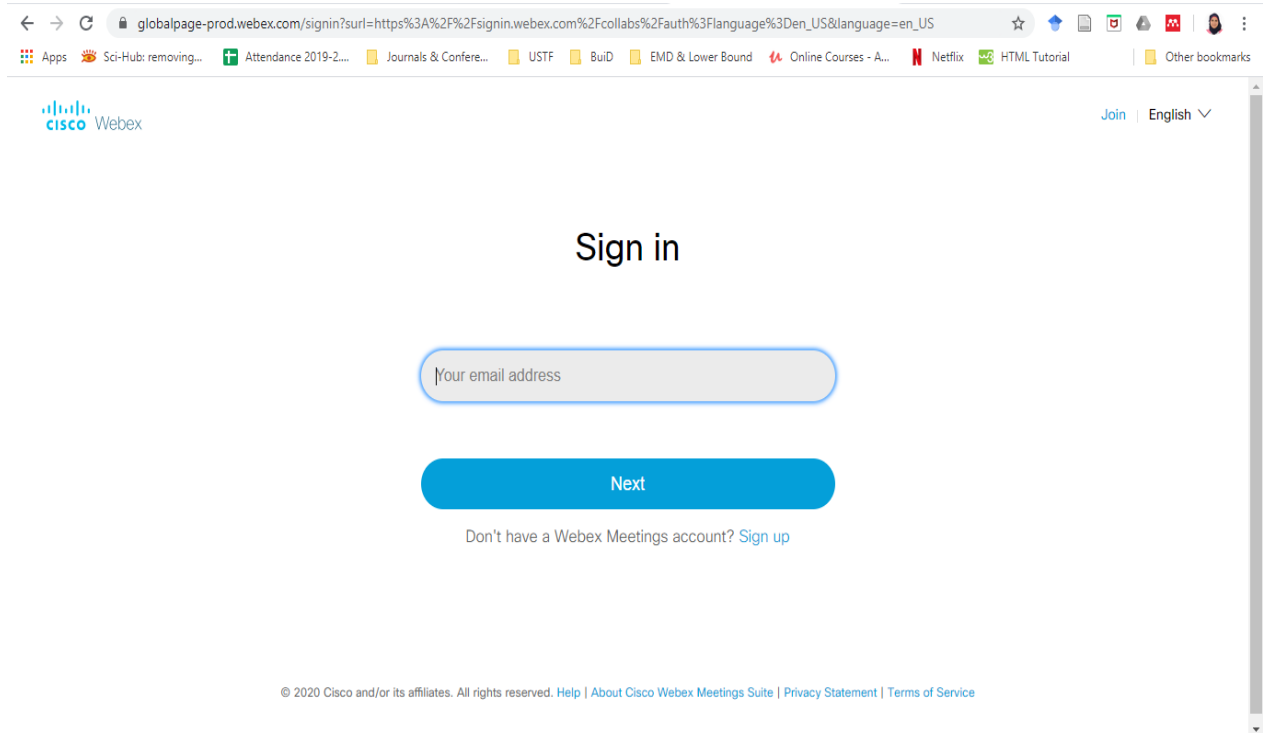 globalpage-prod.webex.com/signin?surl=https%3A%2F%2Fsignin.webex.com%2Fcollabs%2Fauth%3Flanguage%3Den_US&language=en_US
Apps Sci-Hub: removing... Attendance 2019-2.... Journals & Confere... USTF BuiD EMD & Lower Bound Online Courses - A... N Netflix HTML Tutorial Other bookmarks
CISCO Webex Join | English
Sign in
Your email address
Next
Don't have a Webex Meetings account? Sign up
© 2020 Cisco and/or its affiliates. All rights reserved. Help | About Cisco Webex Meetings Suite | Privacy Statement | Terms of Service